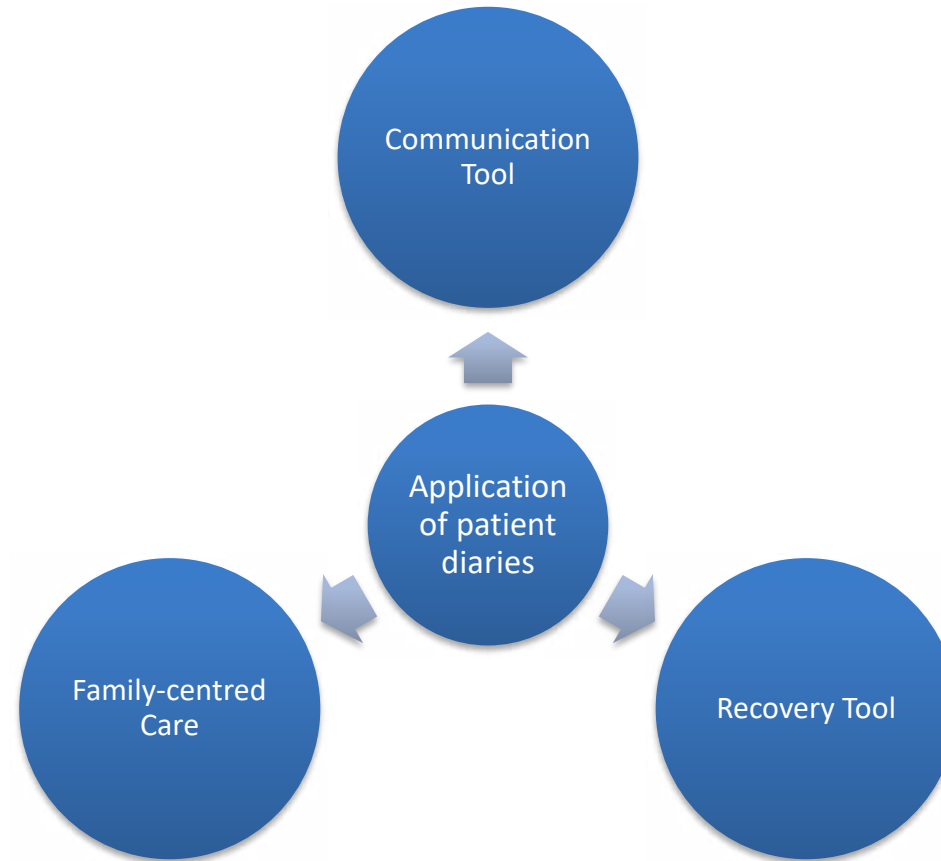 Communication
Tool
Application
of patient
diaries
Family-centred
Care
Recovery Tool